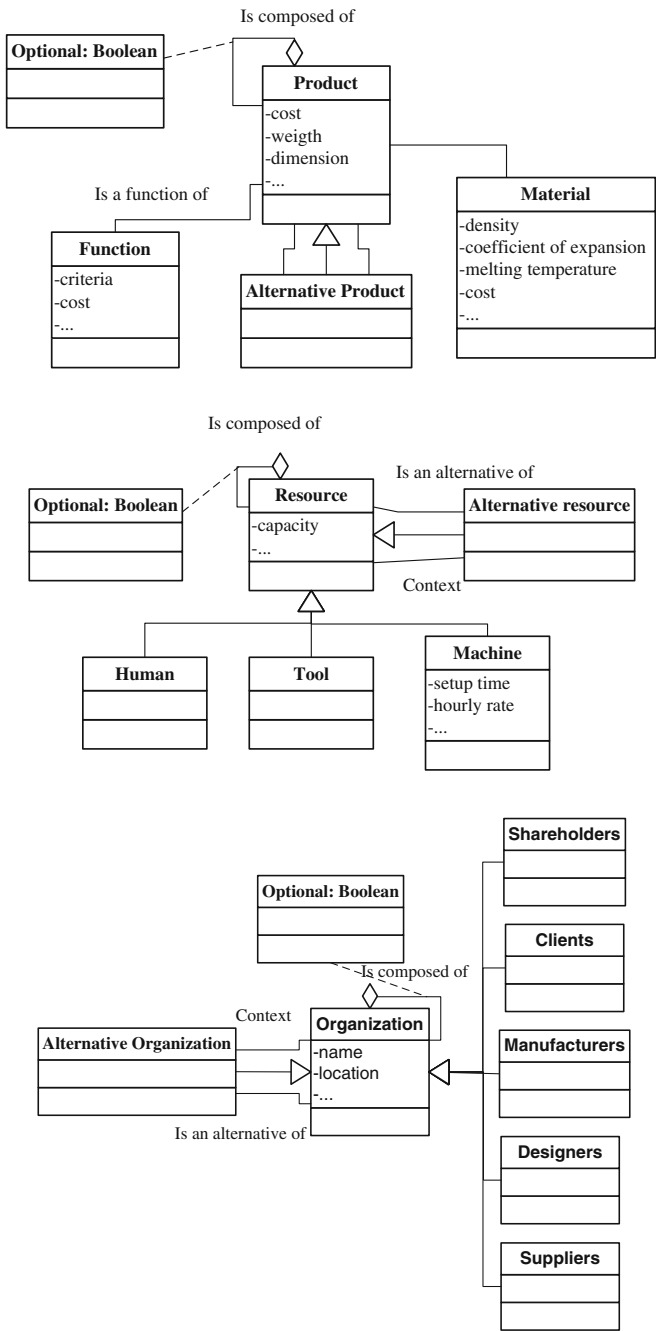 Is composed of
Optional: Boolean
Product
-cost
-weigth
-dimension
-...
Is a function of
Material
-density
-coefficient of expansion
-melting temperature
-cost
-...
Function
-criteria
-cost
-...
Alternative Product
Is composed of
Is an alternative of
Optional: Boolean
Resource
-capacity
-...
Alternative resource
Context
Human
Tool
Machine
-setup time
-hourly rate
-...
Shareholders
Optional: Boolean
Clients
Is composed of
Context
Organization
-name
-location
-...
Alternative Organization
Is an alternative of
Manufacturers
Designers
Suppliers